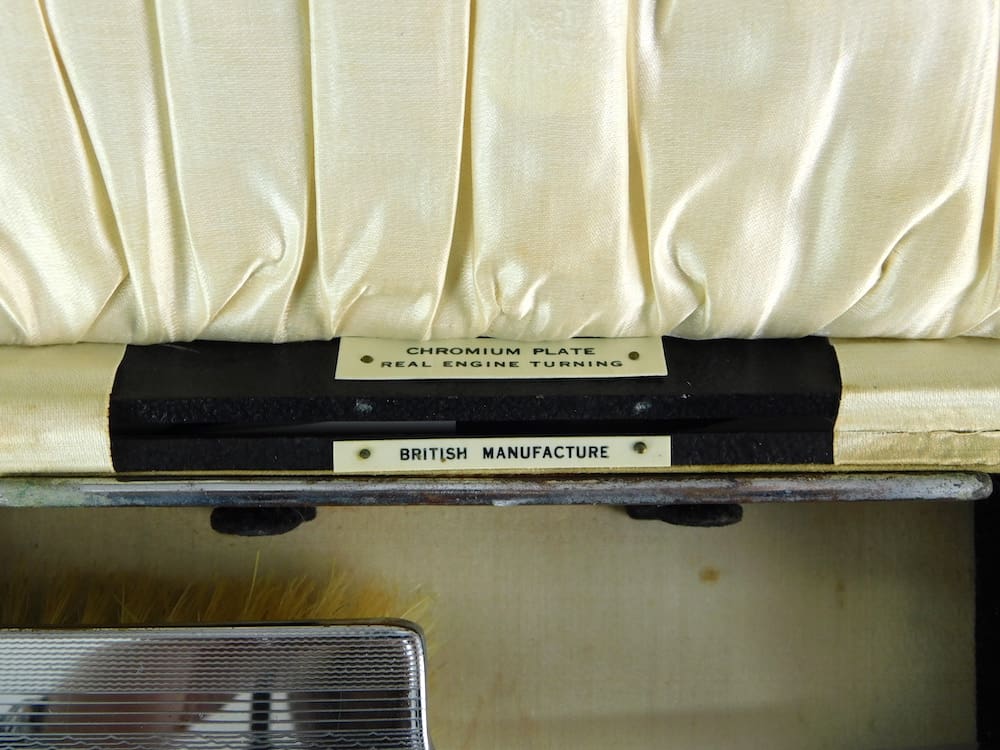 CHROMIUM PLATE
REAL ENGINE TURNING
BRITISH MANUFACTURE